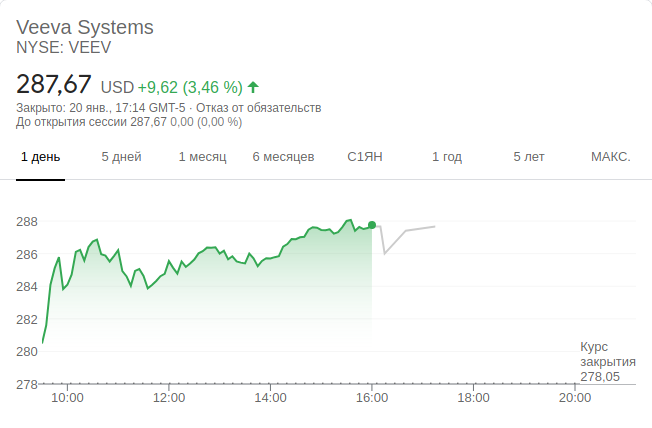 Veeva Systems
NYSE: VEEV
287,67 USD +9,62 (3,46 %)
Закрыто: 20 янв., 17:14 GMT-5 · Отказ от обязательств
До открытия сессии 287,67 0,00 (0,00 %)
1 день 5 дней 1 месяц 6 месяцев С1ЯН 1 год 5 лет МАКС.
288
286
284
282
280
Курс
закрытия
278,05
278
10:00 12:00 14:00 16:00 18:00 20:00